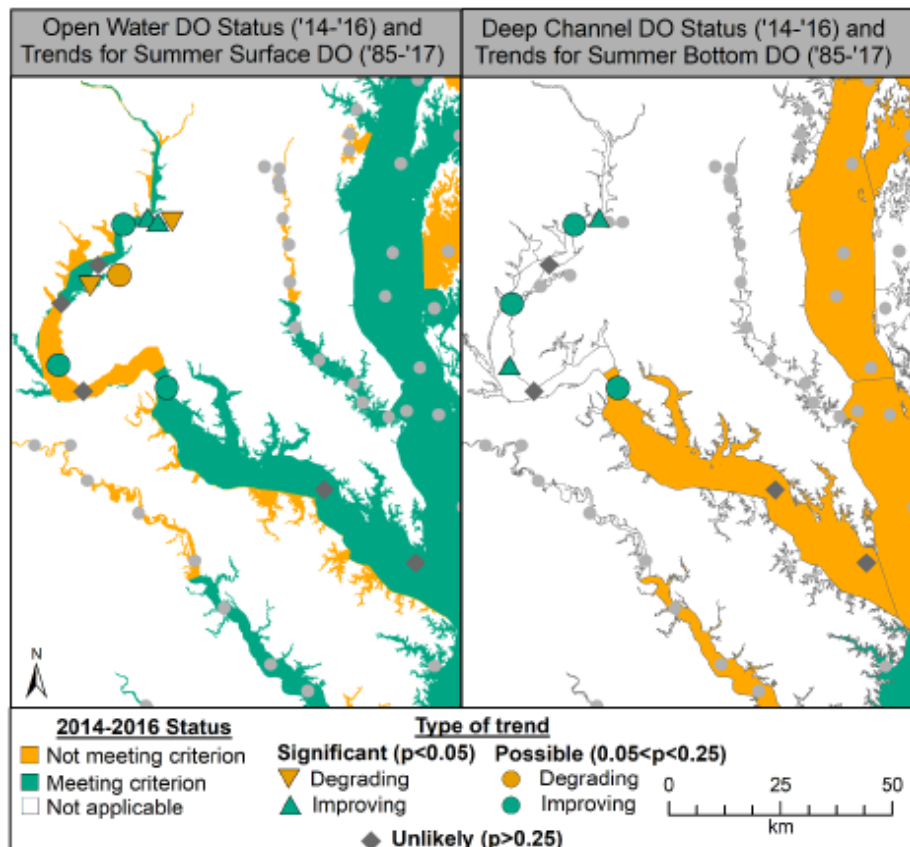 Open Water DO Status ('14-'16) and
Trends for Summer Surface DO ('85-'17)
Deep Channel DO Status ('14-'16) and
Trends for Summer Bottom DO ('85-'17)
N
2014-2016 Status
Not meeting criterion
Meeting criterion
Not applicable
Type of trend
Significant (p<0.05)
Degrading
Improving
Possible (0.05<p<0.25)
Degrading
Improving
Unlikely (p>0.25)
0 25 50
km